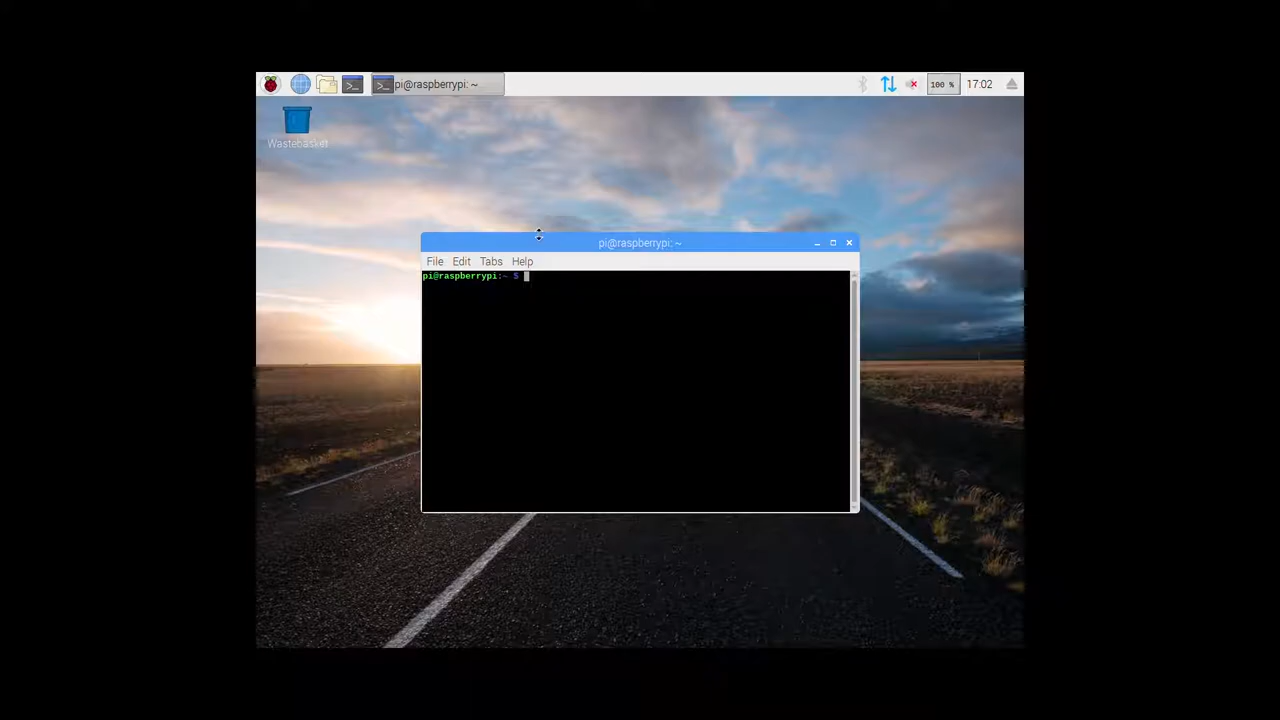 pi@raspberrypi: ~
100 %
17:02
Wastebasket
pi@raspberrypi: ~
File Edit Tabs Help
pi@raspberrypi:~ $